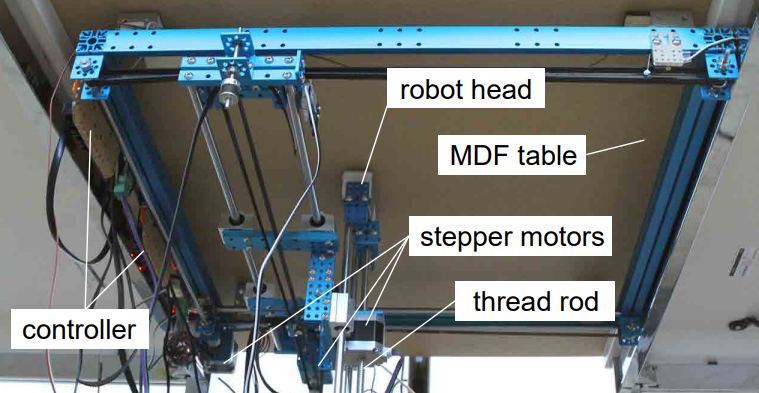 robot head
MDF table
stepper motors
thread rod
controller